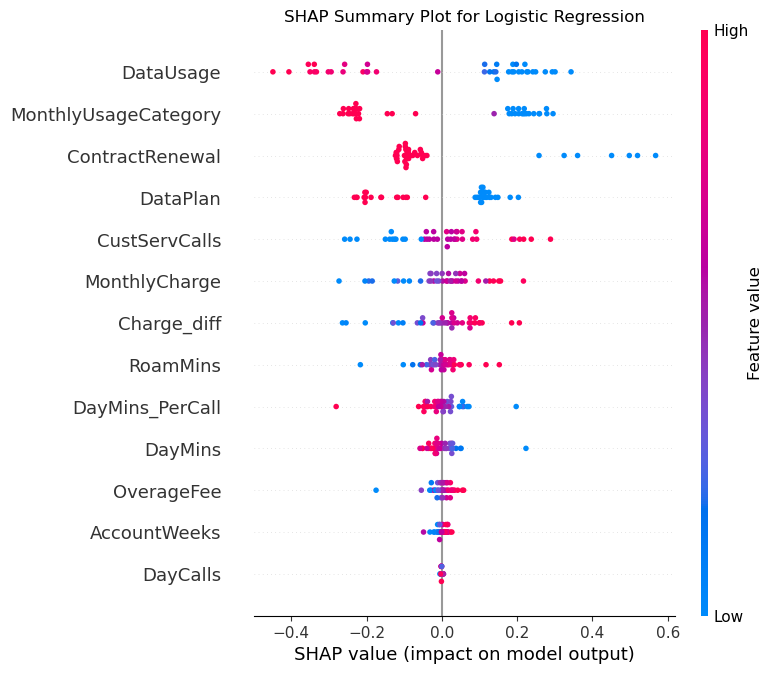 SHAP Summary Plot for Logistic Regression
High
DataUsage
MonthlyUsageCategory
ContractRenewal
DataPlan
CustServCalls
MonthlyCharge
Charge_diff
RoamMins
DayMins_PerCall
DayMins
OverageFee
AccountWeeks
DayCalls
Feature value
Low
−0.4 −0.2 0.0 0.2 0.4 0.6
SHAP value (impact on model output)